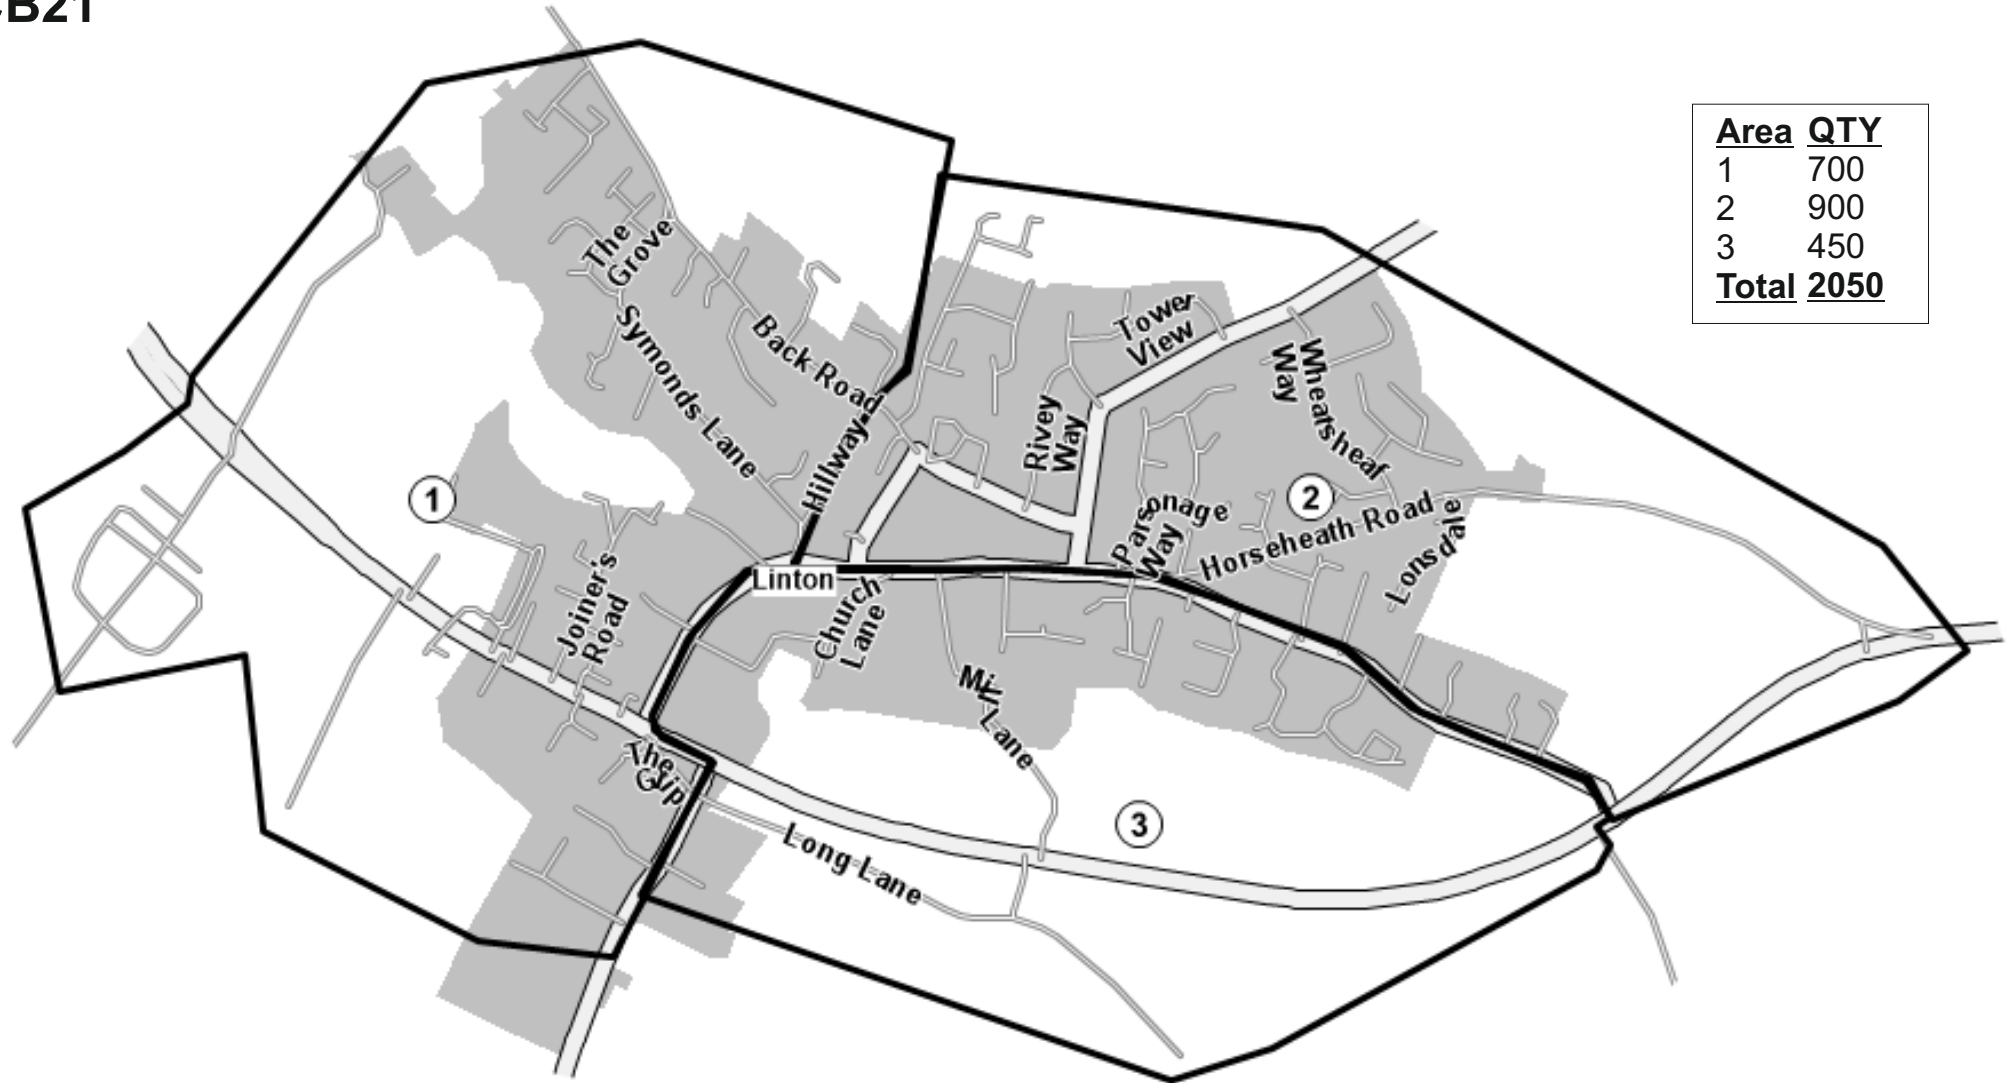 CB21
Area QTY
1 700
2 900
3 450
Total 2050
The
Grove
Symonds Lane
Back Road
Hillway
Tower
View
Rivey
Way
Wheatsheaf
Way
1
2
Parsonage
Way
Horseheath Road
Lonsdale
Linton
Joiner's
Road
Church
Lane
Mill Lane
The
Grip
3
Long Lane